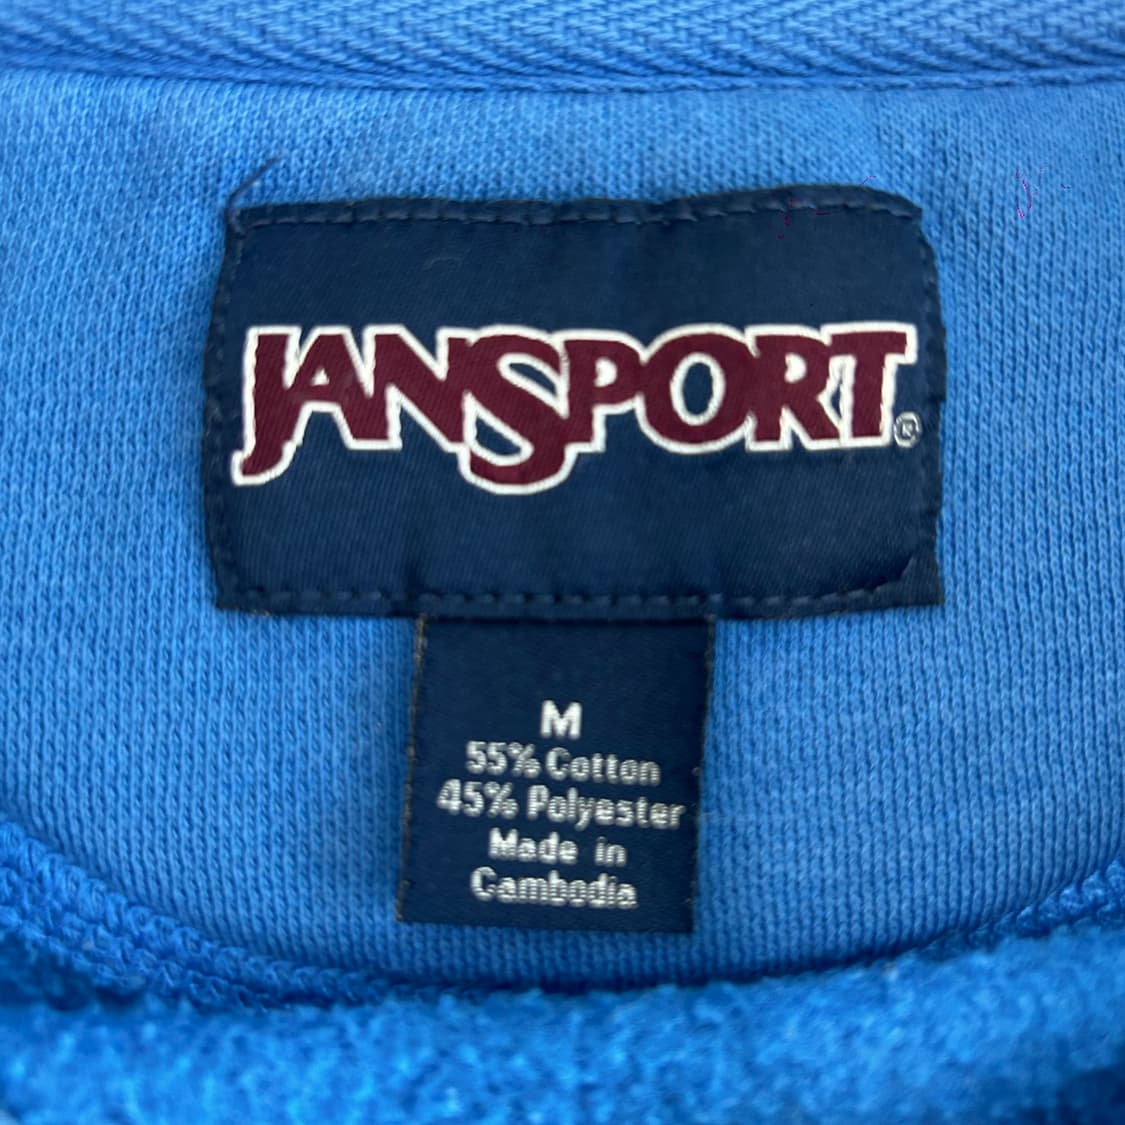 JANSPORT®
M
55% Cotton
45% Polyester
Made in
Cambodia